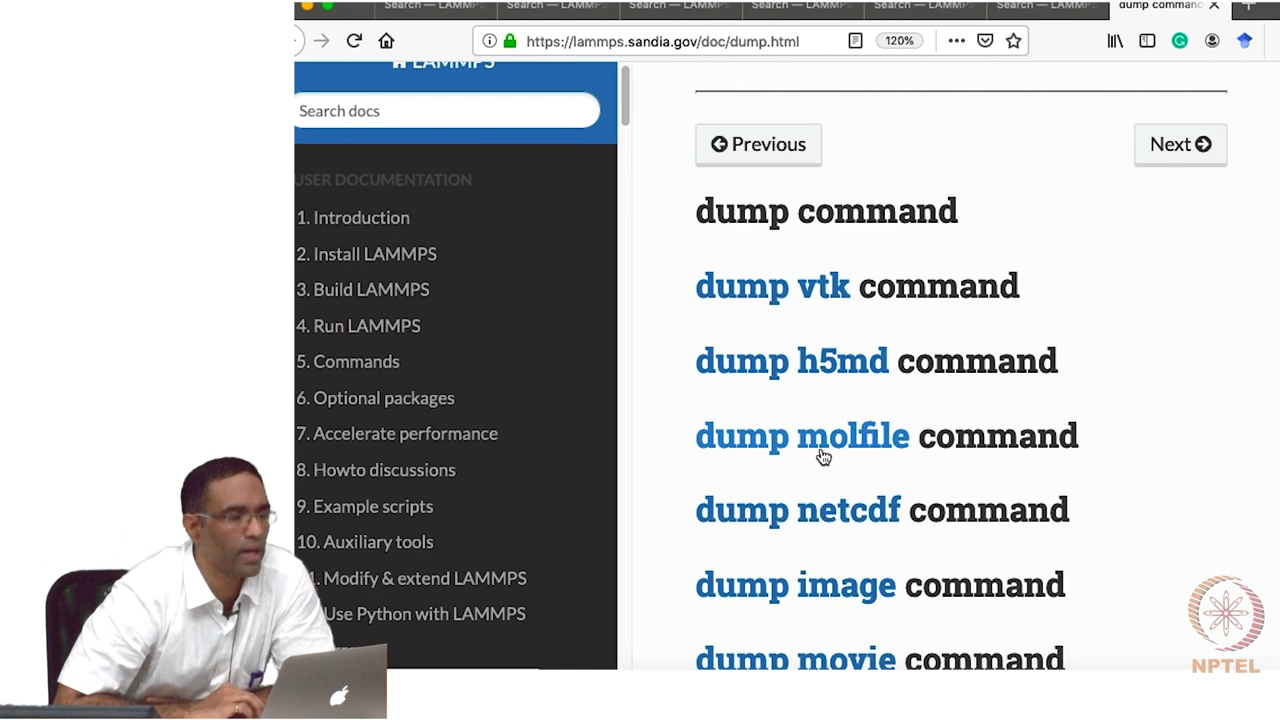 Search — LAMMPS
Search — LAMMPS
Search — LAMMPS
Search — LAMMPS
Search — LAMMPS
Search — LAMMPS
dump comman
https://lammps.sandia.gov/doc/dump.html
120%
LAMMPS
Search docs
USER DOCUMENTATION
1. Introduction
2. Install LAMMPS
3. Build LAMMPS
4. Run LAMMPS
5. Commands
6. Optional packages
7. Accelerate performance
8. Howto discussions
9. Example scripts
10. Auxiliary tools
1. Modify & extend LAMMPS
Use Python with LAMMPS
Previous
Next
dump command
dump vtk command
dump h5md command
dump molfile command
dump netcdf command
dump image command
dump movie command
NPTEL